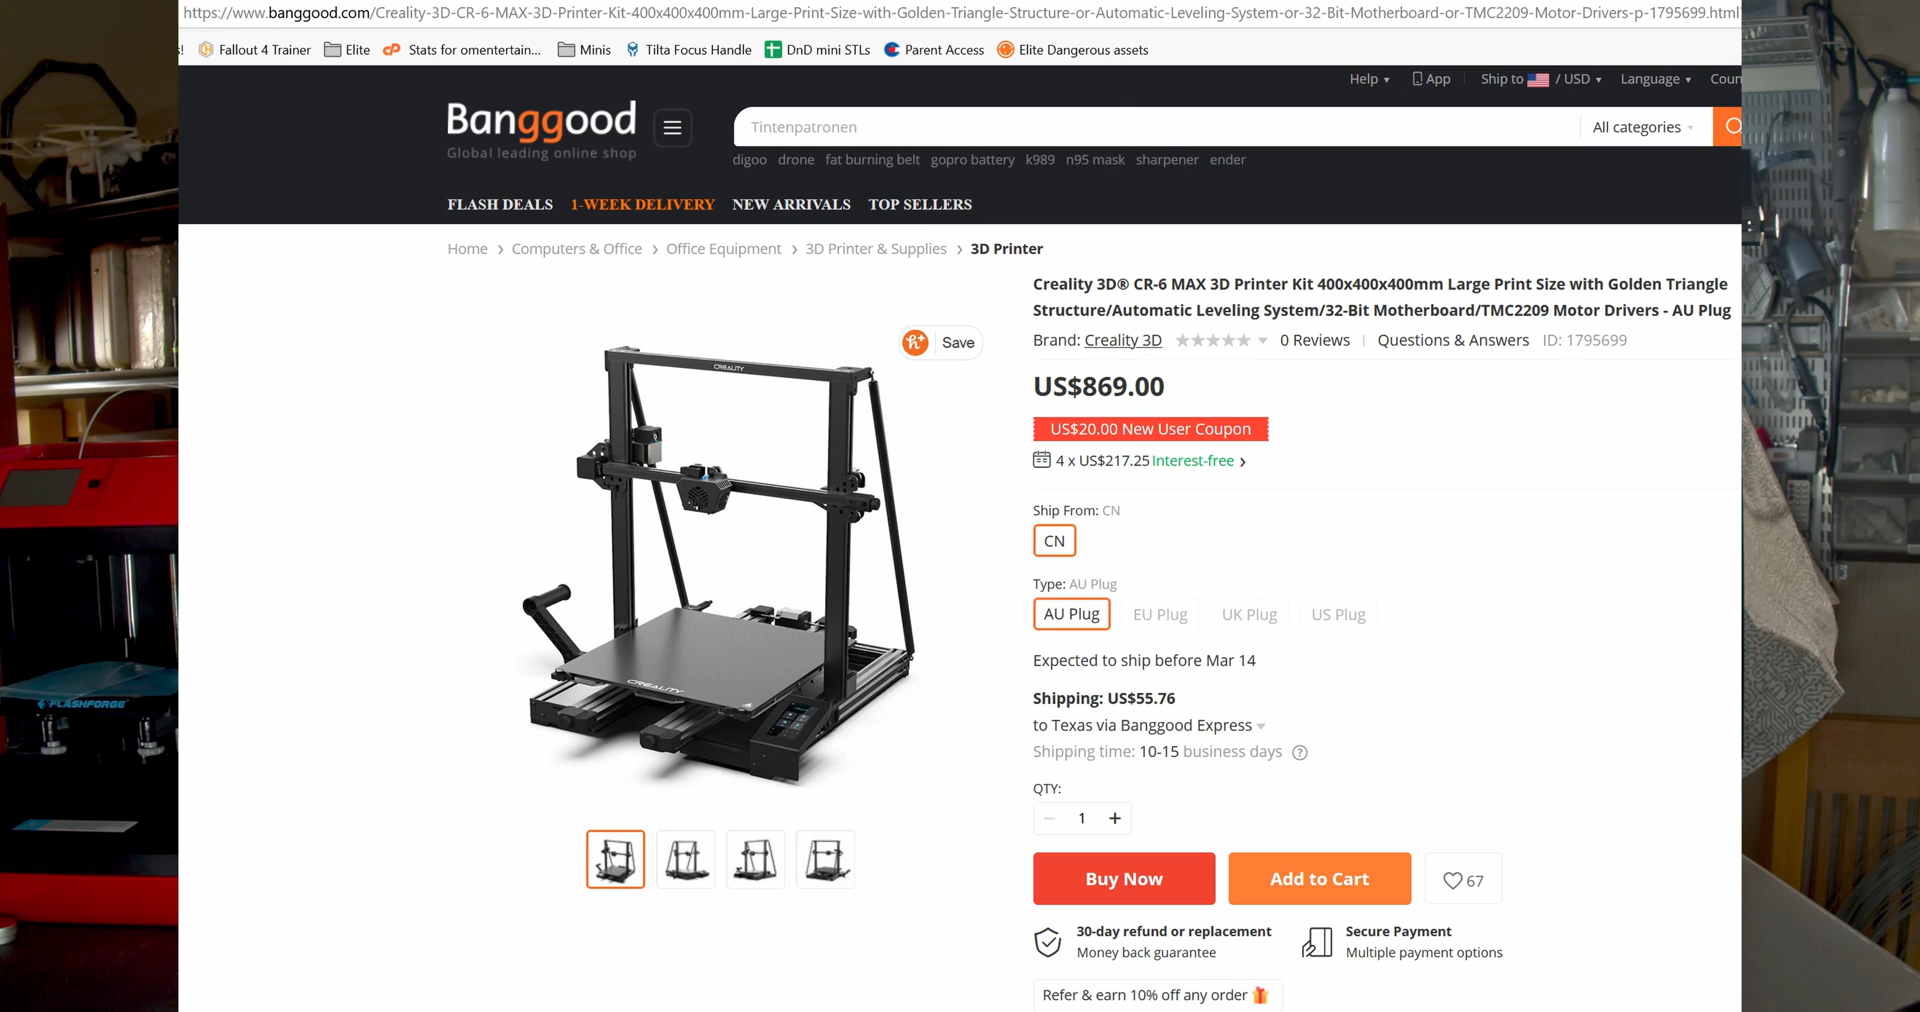 https://www.banggood.com/Creality-3D-CR-6-MAX-3D-Printer-Kit-400x400x400mm-Large-Print-Size-with-Golden-Triangle-Structure-or-Automatic-Leveling-System-or-32-Bit-Motherboard-or-TMC2209-Motor-Drivers-p-1795699.html
s! Fallout 4 Trainer Elite Stats for omentertain... Minis Tilta Focus Handle DnD mini STLs Parent Access Elite Dangerous assets
Help App Ship to / USD Language Coun
Banggood
Global leading online shop
Tintenpatronen All categories
digoo drone fat burning belt gopro battery k989 n95 mask sharpener ender
FLASH DEALS 1-WEEK DELIVERY NEW ARRIVALS TOP SELLERS
Home > Computers & Office > Office Equipment > 3D Printer & Supplies > 3D Printer
Creality 3D® CR-6 MAX 3D Printer Kit 400x400x400mm Large Print Size with Golden Triangle
Structure/Automatic Leveling System/32-Bit Motherboard/TMC2209 Motor Drivers - AU Plug
Brand: Creality 3D 0 Reviews | Questions & Answers ID: 1795699
h+ Save
US$869.00
US$20.00 New User Coupon
4 x US$217.25 Interest-free >
Ship From: CN
CN
Type: AU Plug
AU Plug EU Plug UK Plug US Plug
Expected to ship before Mar 14
Shipping: US$55.76
to Texas via Banggood Express
Shipping time: 10-15 business days ?
QTY:
− 1 +
Buy Now Add to Cart 67
30-day refund or replacement
Money back guarantee
Secure Payment
Multiple payment options
Refer & earn 10% off any order
CREALITY
CREALITY
FLASHFORGE